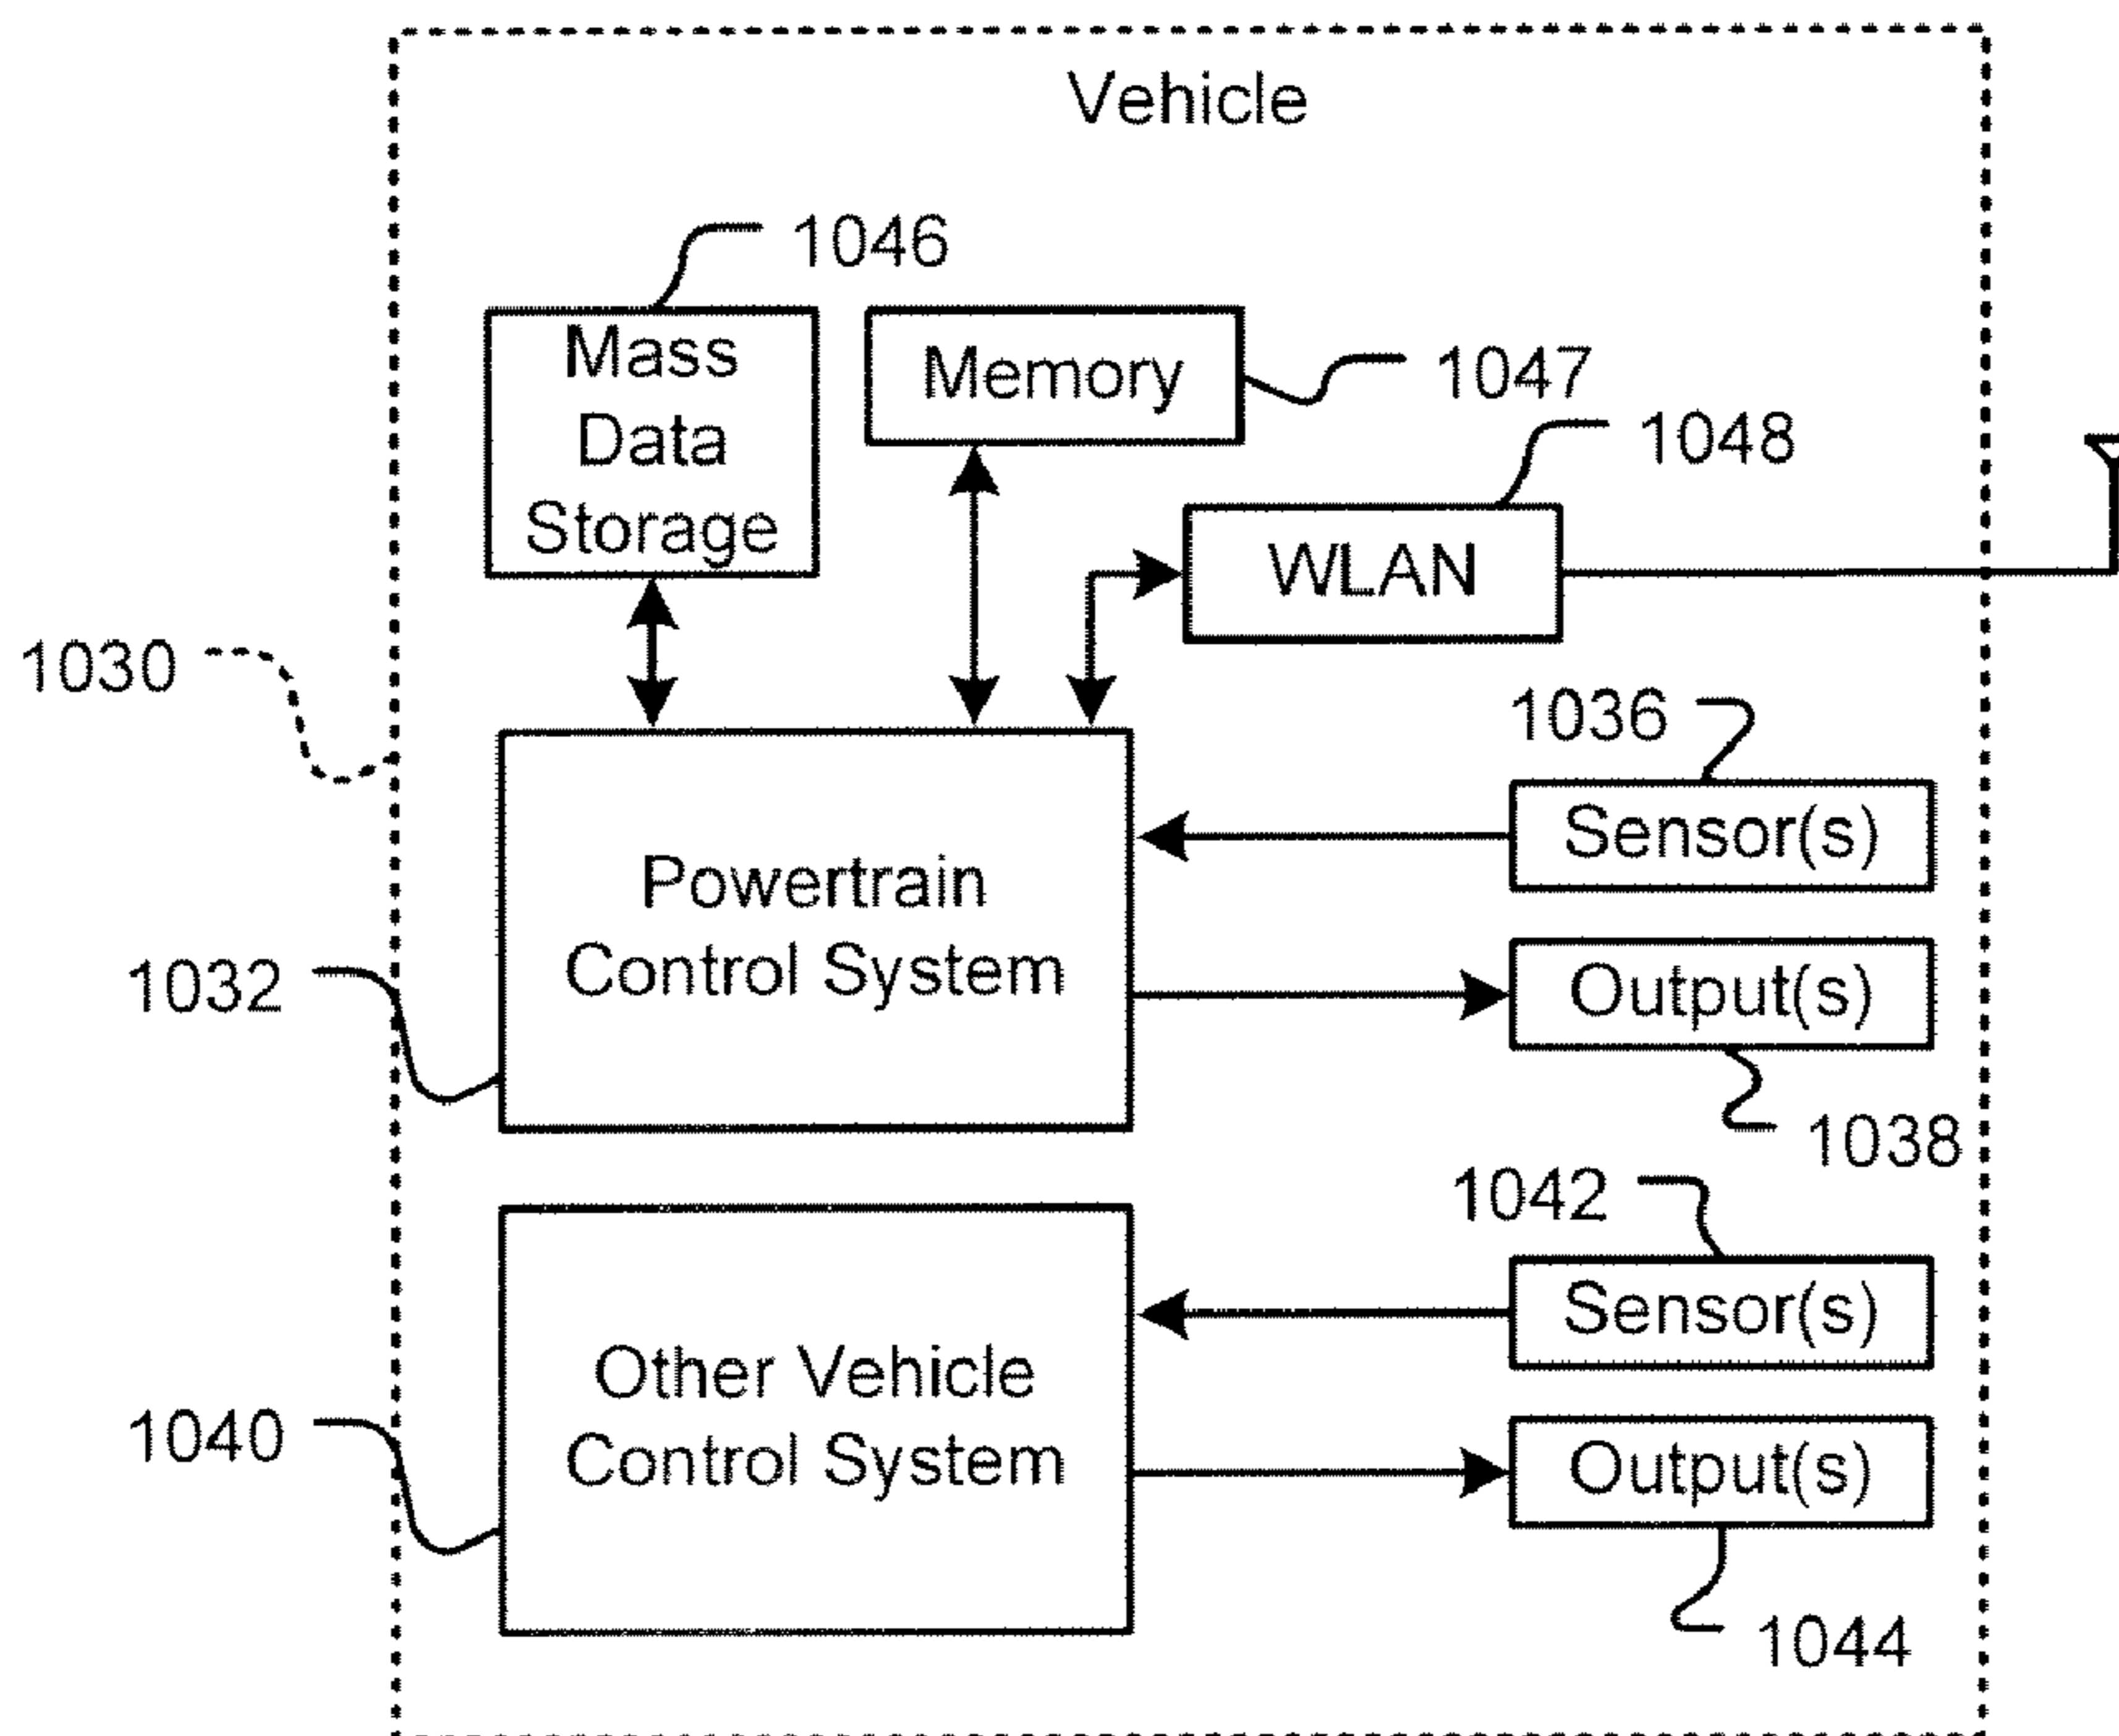 Vehicle
1046
Mass
Data
Storage
Memory
1047
1048
WLAN
1030
1036
Sensor(s)
Powertrain
Control System
1032
Output(s)
1038
1042
Sensor(s)
Other Vehicle
Control System
1040
Output(s)
1044